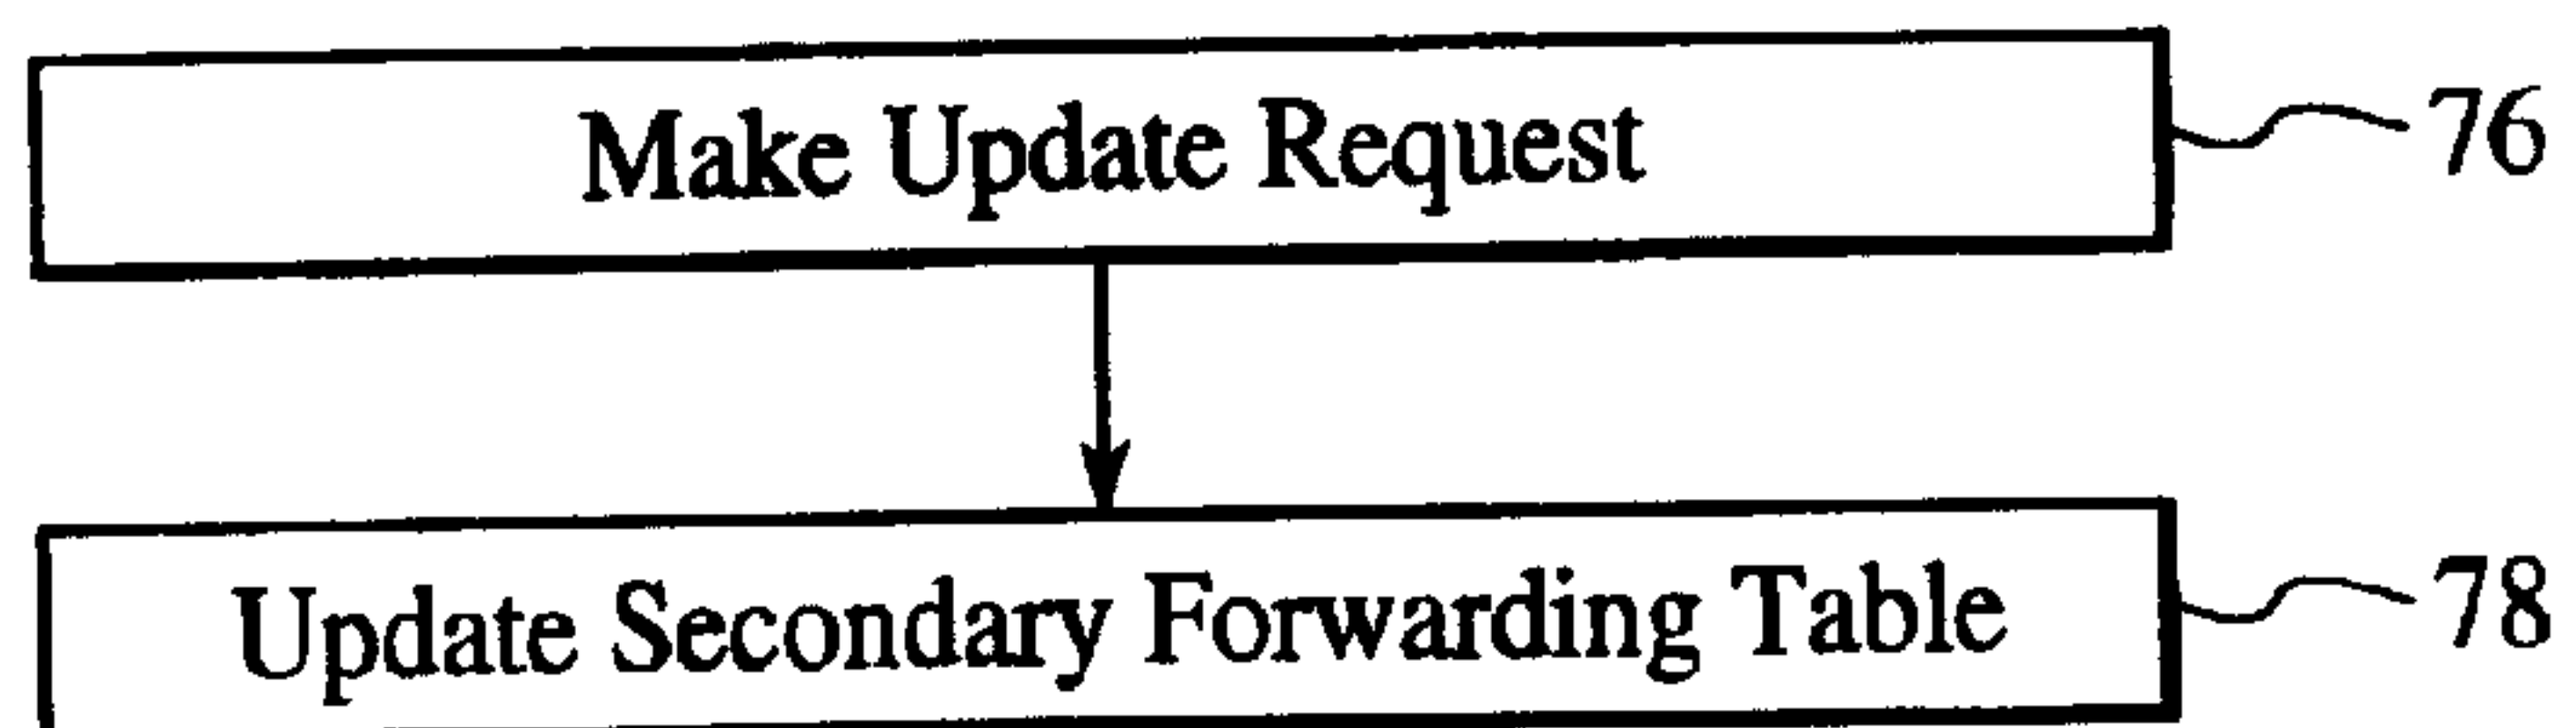 Make Update Request
76
Update Secondary Forwarding Table
78